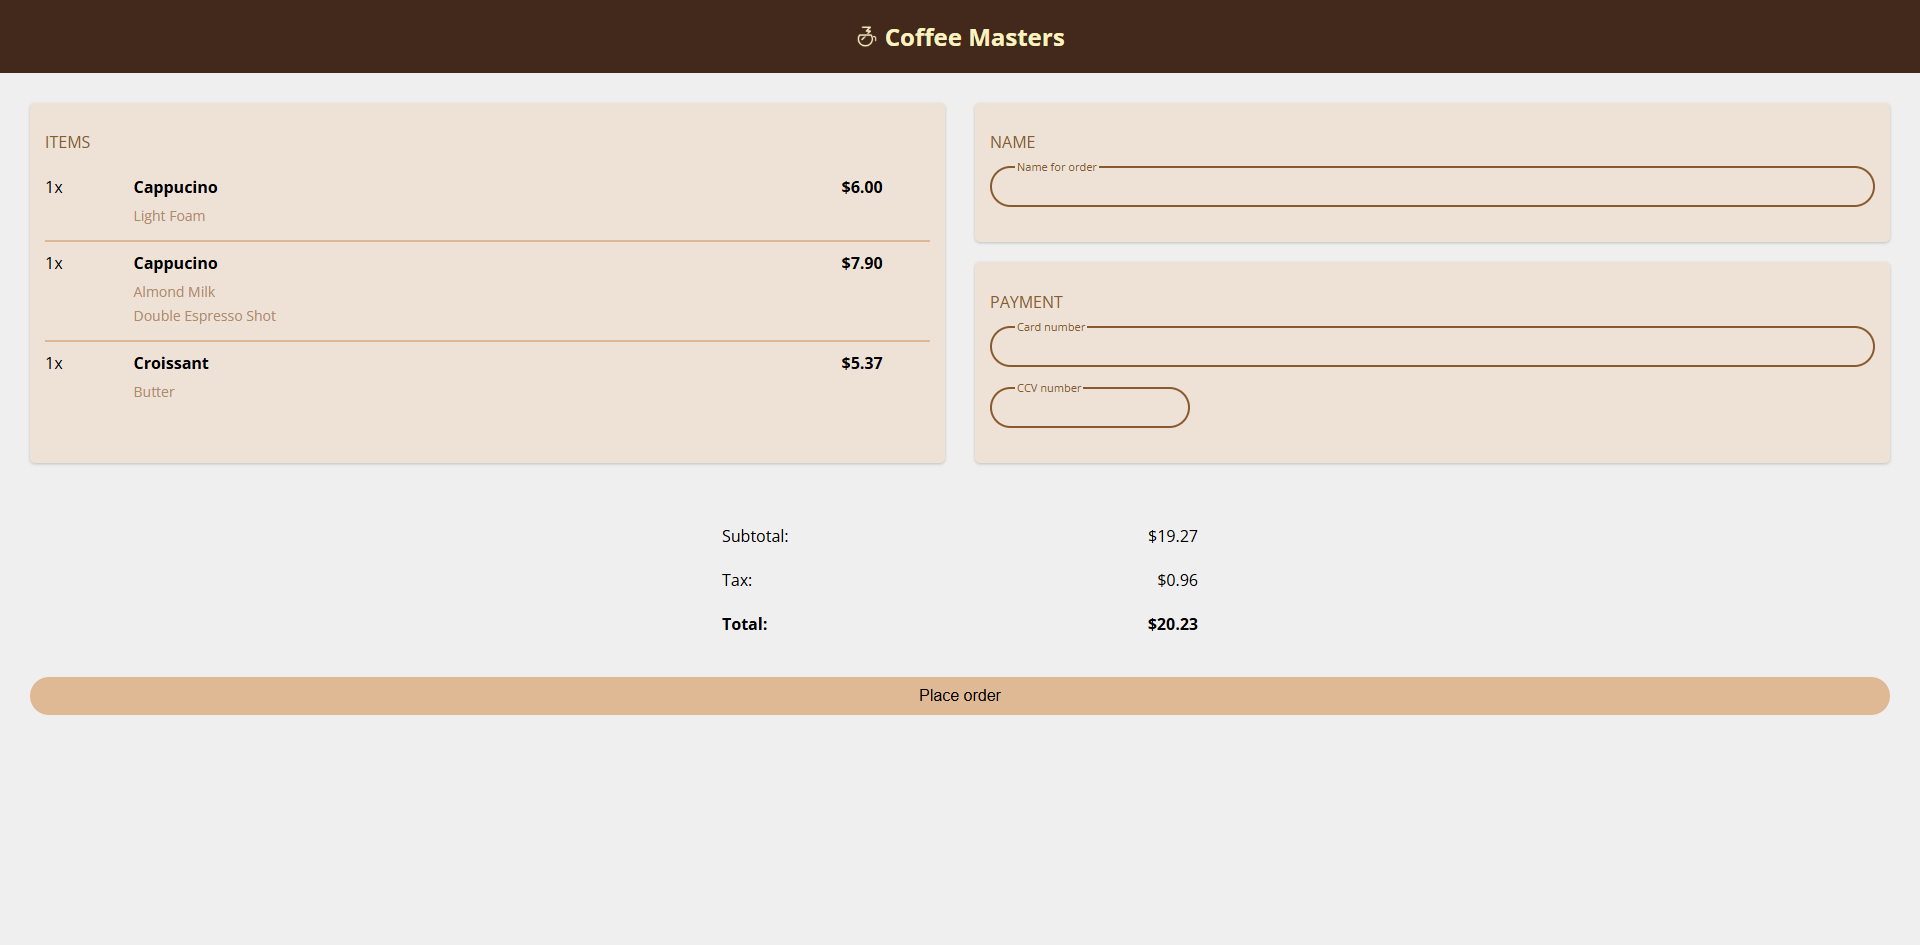 Coffee Masters
ITEMS
1x Cappucino $6.00
Light Foam
1x Cappucino $7.90
Almond Milk
Double Espresso Shot
1x Croissant $5.37
Butter
NAME
Name for order
PAYMENT
Card number
CCV number
Subtotal: $19.27
Tax: $0.96
Total: $20.23
Place order